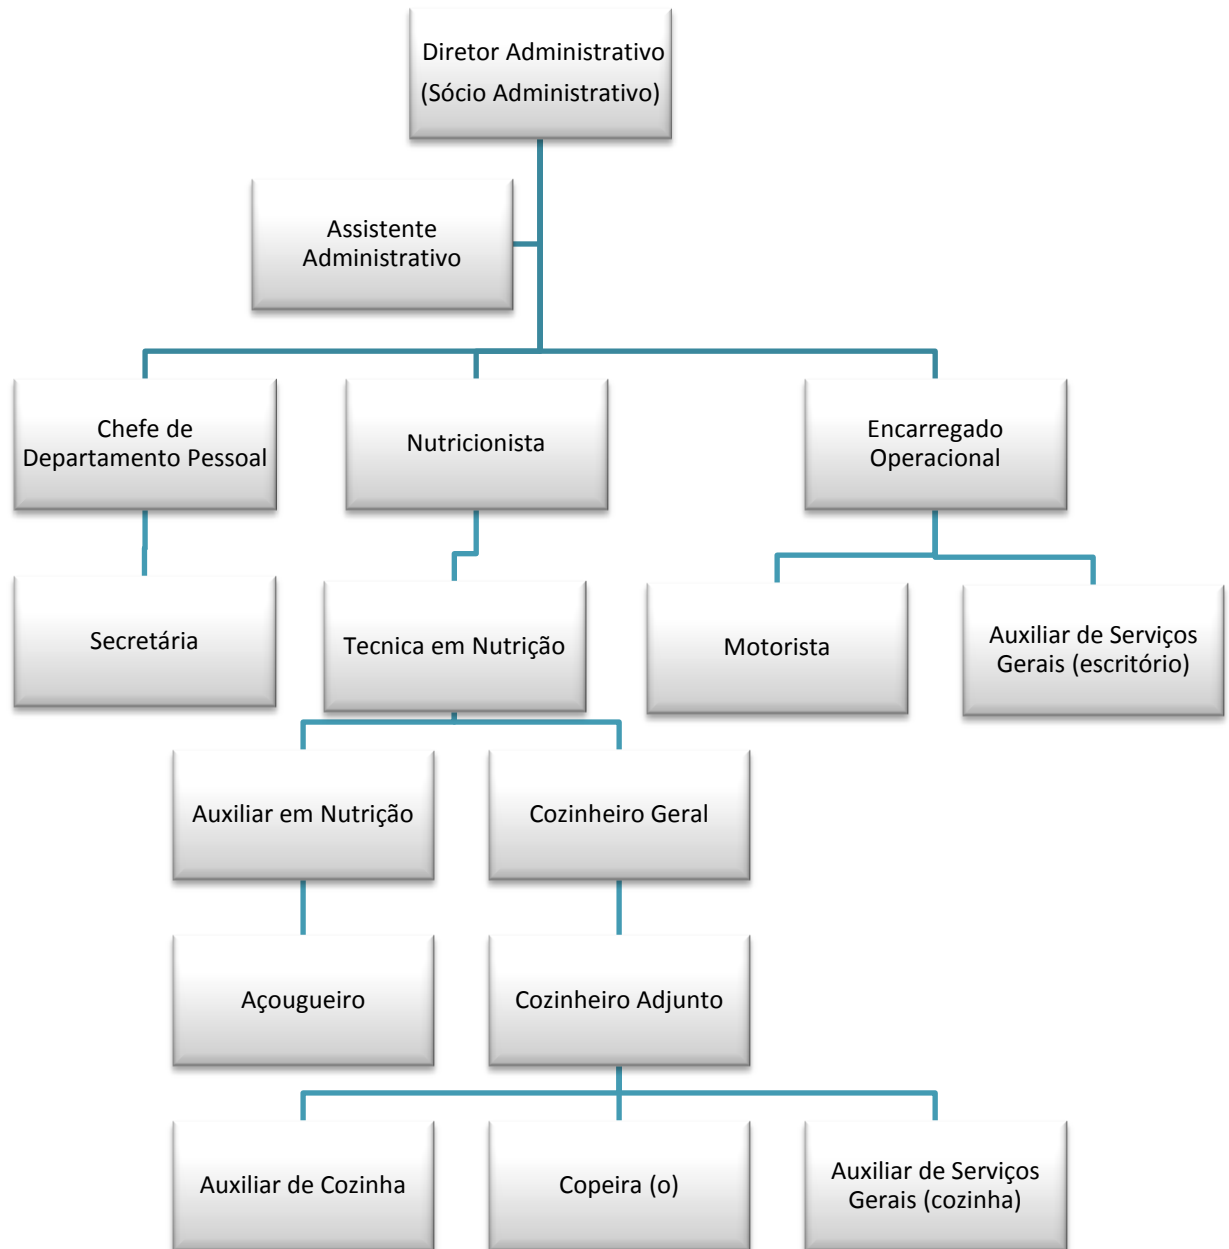 Diretor Administrativo
(Sócio Administrativo)
Assistente
Administrativo
Chefe de
Departamento Pessoal
Nutricionista
Encarregado
Operacional
Secretária
Tecnica em Nutrição
Motorista
Auxiliar de Serviços
Gerais (escritório)
Auxiliar em Nutrição
Cozinheiro Geral
Açougueiro
Cozinheiro Adjunto
Auxiliar de Cozinha
Copeira (o)
Auxiliar de Serviços
Gerais (cozinha)